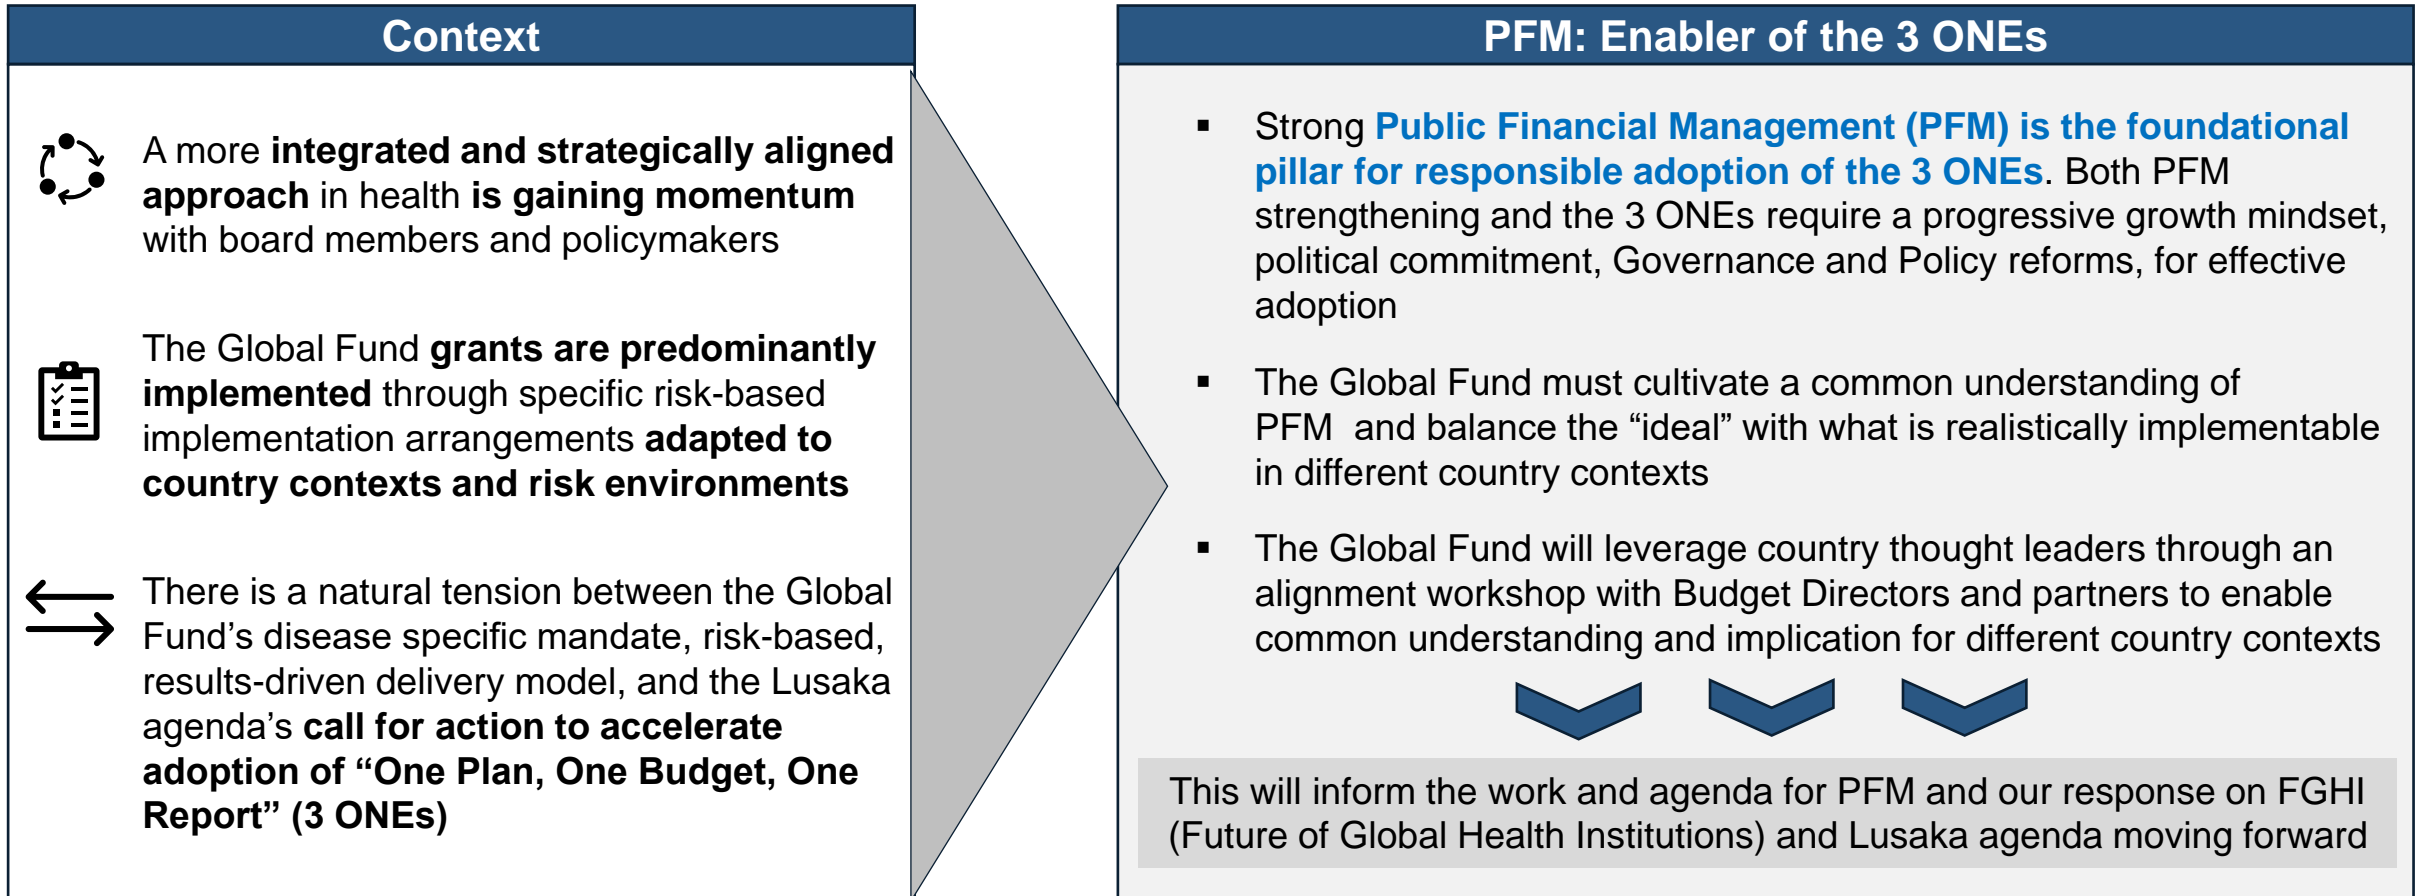 Context
A more integrated and strategically aligned
approach in health is gaining momentum
with board members and policymakers
The Global Fund grants are predominantly
implemented through specific risk-based
implementation arrangements adapted to
country contexts and risk environments
There is a natural tension between the Global
Fund’s disease specific mandate, risk-based,
results-driven delivery model, and the Lusaka
agenda’s call for action to accelerate
adoption of “One Plan, One Budget, One
Report” (3 ONEs)
PFM: Enabler of the 3 ONEs
▪ Strong Public Financial Management (PFM) is the foundational
pillar for responsible adoption of the 3 ONEs. Both PFM
strengthening and the 3 ONEs require a progressive growth mindset,
political commitment, Governance and Policy reforms, for effective
adoption
▪ The Global Fund must cultivate a common understanding of
PFM  and balance the “ideal” with what is realistically implementable
in different country contexts
▪ The Global Fund will leverage country thought leaders through an
alignment workshop with Budget Directors and partners to enable
common understanding and implication for different country contexts
This will inform the work and agenda for PFM and our response on FGHI
(Future of Global Health Institutions) and Lusaka agenda moving forward